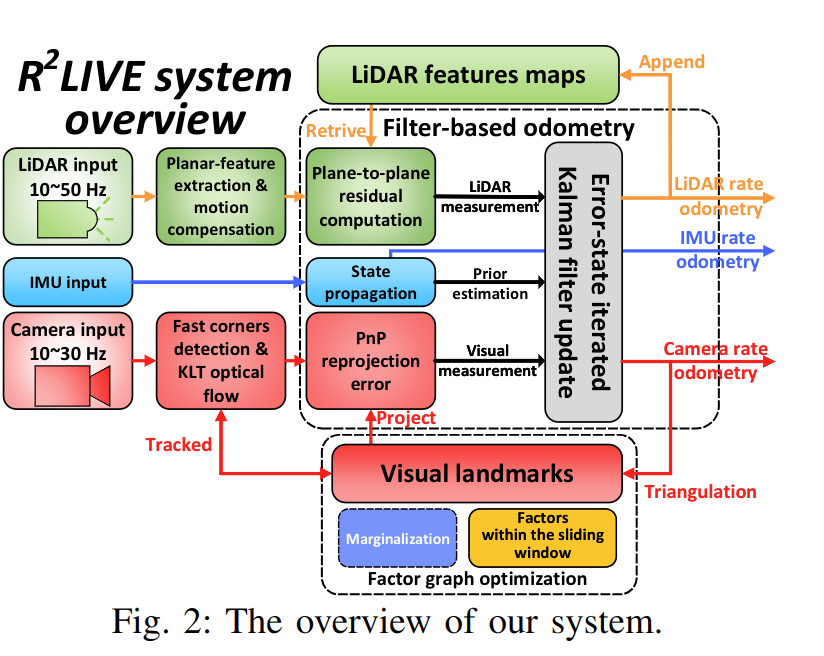 R²LIVE system
overview
LiDAR features maps
Append
Retrive
Filter-based odometry
LiDAR input
10~50 Hz
Planar-feature
extraction &
motion
compensation
Plane-to-plane
residual
computation
LiDAR
measurement
Error-state iterated
Kalman filter update
LiDAR rate
odometry
IMU rate
odometry
IMU input
State
propagation
Prior
estimation
Camera input
10~30 Hz
Fast corners
detection &
KLT optical
flow
PnP
reprojection
error
Visual
measurement
Camera rate
odometry
Project
Tracked
Visual landmarks
Triangulation
Marginalization
Factors
within the sliding
window
Factor graph optimization
Fig. 2: The overview of our system.